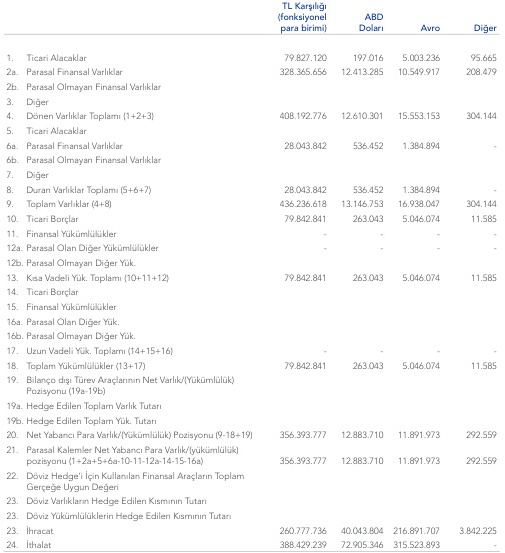 TL Karşılığı
(fonksiyonel ABD
para birimi) Doları Avro Diğer
1. Ticari Alacaklar 79.827.120 197.016 5.003.236 95.665
2a. Parasal Finansal Varlıklar 328.365.656 12.413.285 10.549.917 208.479
2b. Parasal Olmayan Finansal Varlıklar
3. Diğer
4. Dönen Varlıklar Toplamı (1+2+3) 408.192.776 12.610.301 15.553.153 304.144
5. Ticari Alacaklar
6a. Parasal Finansal Varlıklar 28.043.842 536.452 1.384.894 -
6b. Parasal Olmayan Finansal Varlıklar
7. Diğer
8. Duran Varlıklar Toplamı (5+6+7) 28.043.842 536.452 1.384.894 -
9. Toplam Varlıklar (4+8) 436.236.618 13.146.753 16.938.047 304.144
10. Ticari Borçlar 79.842.841 263.043 5.046.074 11.585
11. Finansal Yükümlülükler - - - -
12a. Parasal Olan Diğer Yükümlülükler - - - -
12b. Parasal Olmayan Diğer Yük.
13. Kısa Vadeli Yük. Toplamı (10+11+12) 79.842.841 263.043 5.046.074 11.585
14. Ticari Borçlar
15. Finansal Yükümlülükler
16a. Parasal Olan Diğer Yük.
16b. Parasal Olmayan Diğer Yük.
17. Uzun Vadeli Yük. Toplamı (14+15+16) - - - -
18. Toplam Yükümlülükler (13+17) 79.842.841 263.043 5.046.074 11.585
19. Bilanço dışı Türev Araçlarının Net Varlık/(Yükümlülük)
Pozisyonu (19a-19b)
19a. Hedge Edilen Toplam Varlık Tutarı
19b. Hedge Edilen Toplam Yük. Tutarı
20. Net Yabancı Para Varlık/(Yükümlülük) Pozisyonu (9-18+19) 356.393.777 12.883.710 11.891.973 292.559
21. Parasal Kalemler Net Yabancı Para Varlık/(yükümlülük)
pozisyonu (1+2a+5+6a-10-11-12a-14-15-16a) 356.393.777 12.883.710 11.891.973 292.559
22. Döviz Hedge'i İçin Kullanılan Finansal Araçların Toplam
Gerçeğe Uygun Değeri
23. Döviz Varlıkların Hedge Edilen Kısmının Tutarı
23. Döviz Yükümlülüklerin Hedge Edilen Kısmının Tutarı
23. İhracat 260.777.736 40.043.804 216.891.707 3.842.225
24. İthalat 388.429.239 72.905.346 315.523.893 -